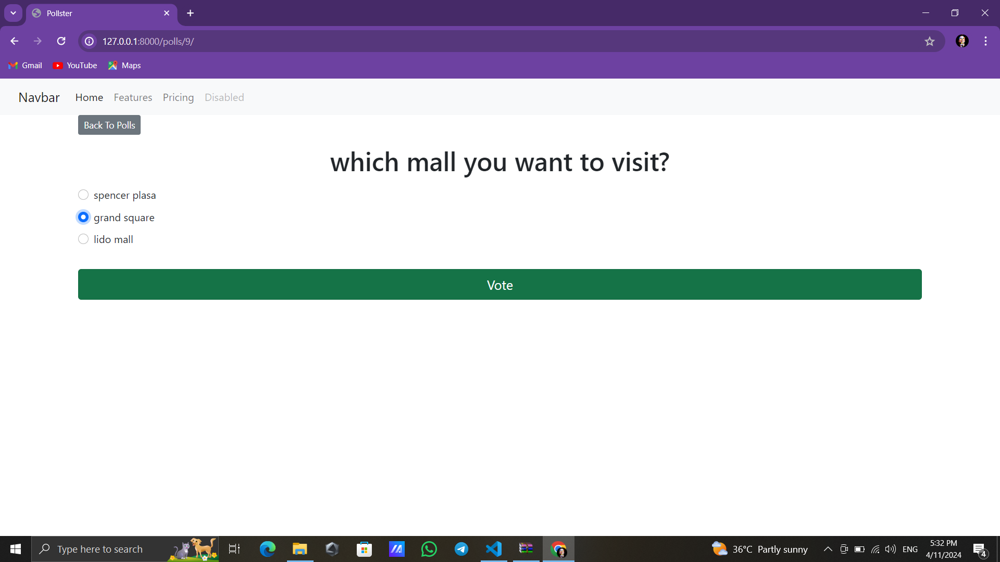 Pollster
127.0.0.1:8000/polls/9/
Gmail YouTube Maps
Navbar Home Features Pricing Disabled
Back To Polls
which mall you want to visit?
spencer plasa
grand square
lido mall
Vote
Type here to search
36°C Partly sunny
ENG
5:32 PM
4/11/2024
4